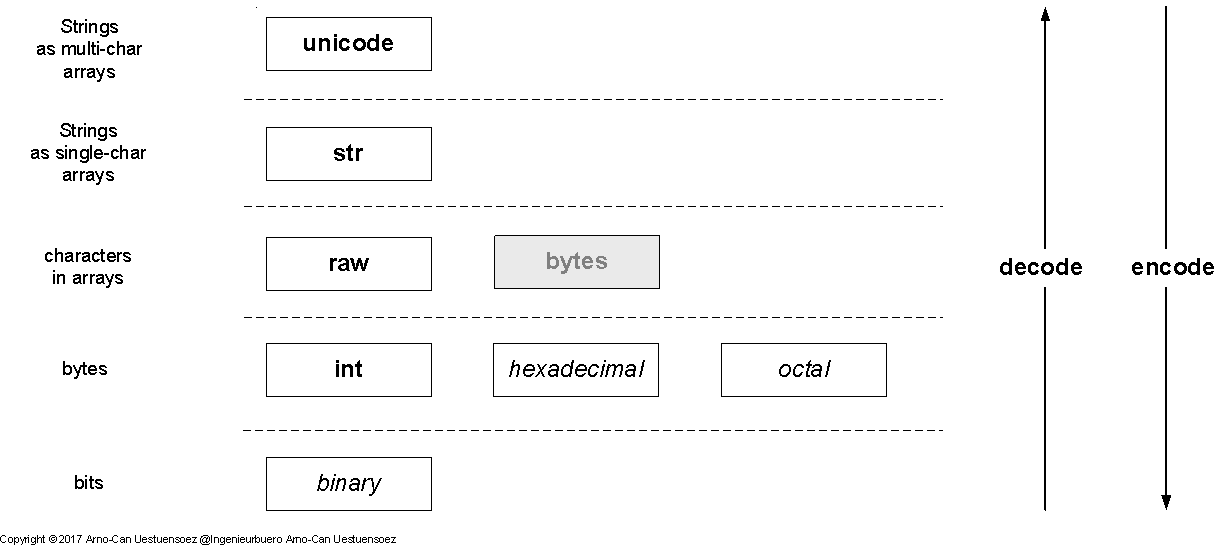 Strings
as multi-char
arrays
unicode
Strings
as single-char
arrays
str
characters
in arrays
raw
bytes
decode
encode
bytes
int
hexadecimal
octal
bits
binary
Copyright ©2017 Arno-Can Uestuensoez @Ingenieurbuero Arno-Can Uestuensoez